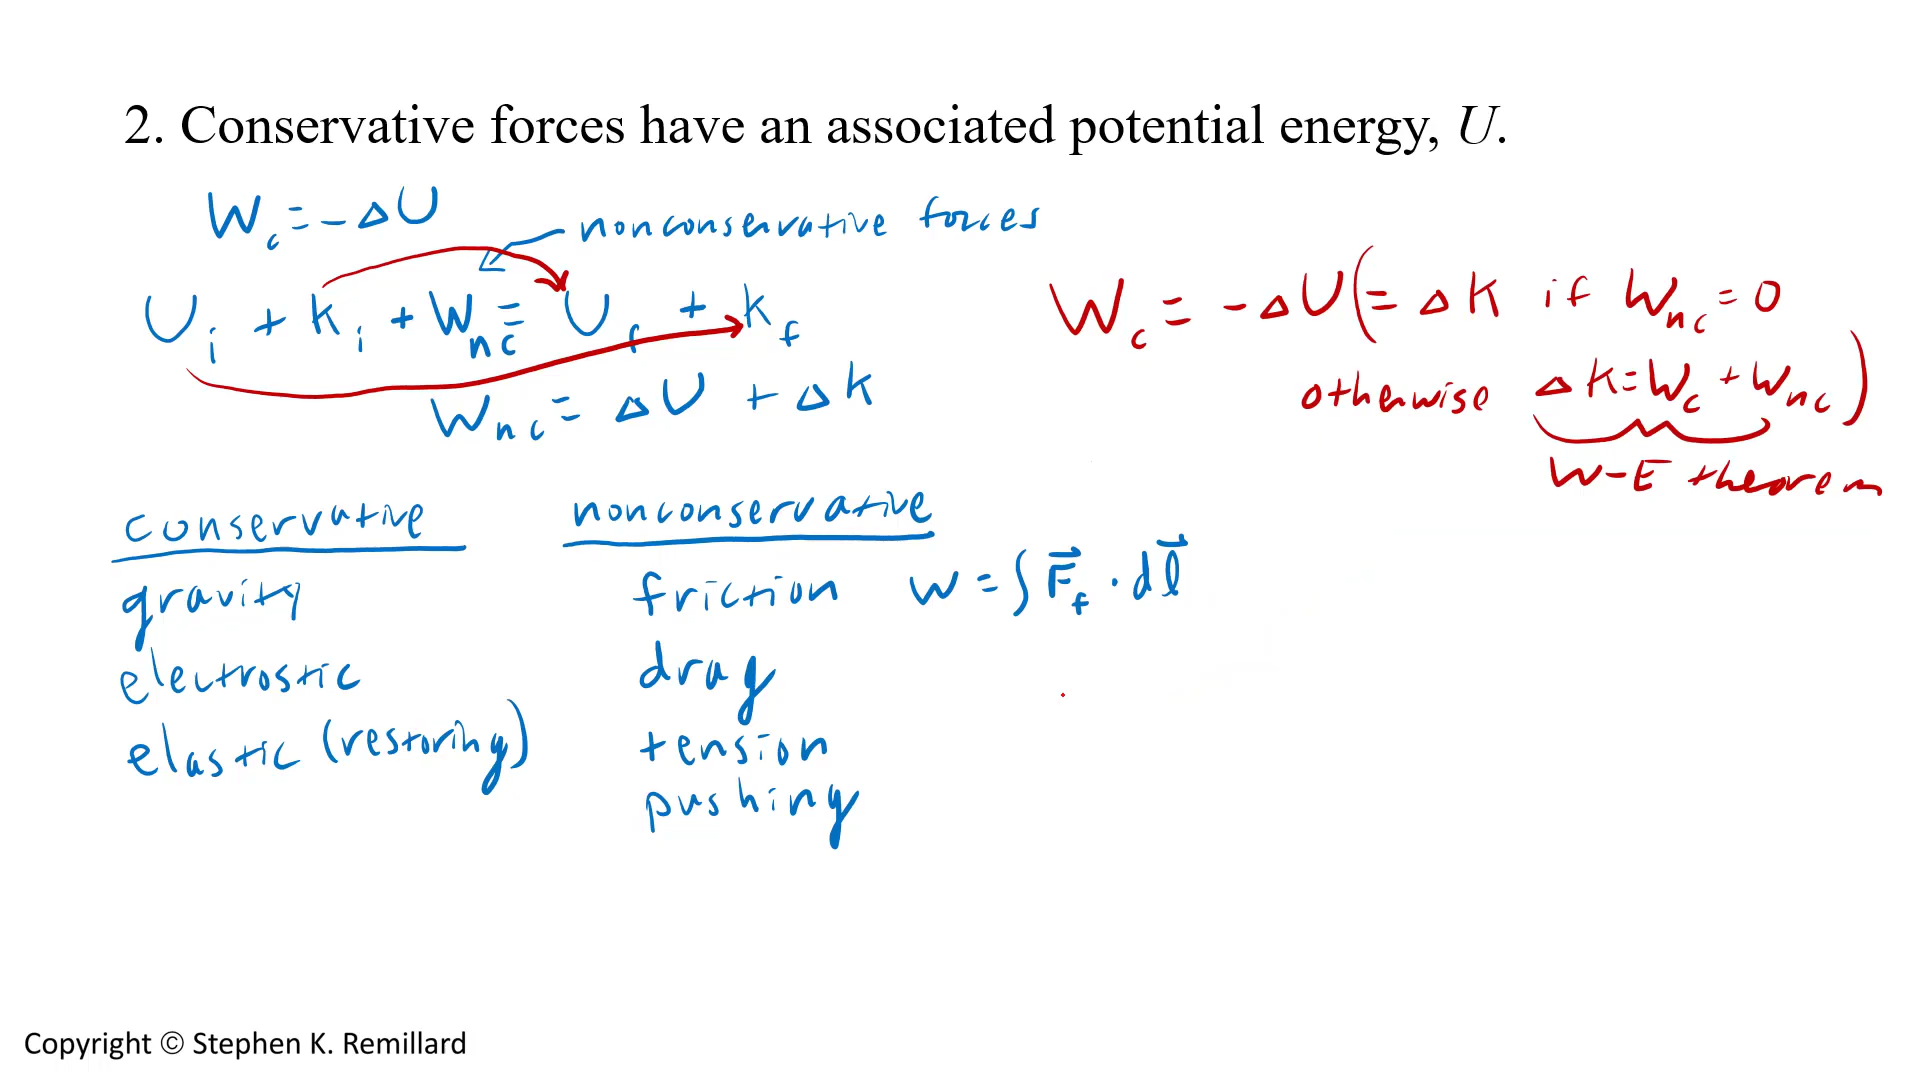 2. Conservative forces have an associated potential energy, U.
W_c = -ΔU
nonconservative forces
U_i + K_i + W_nc = U_f + K_f
W_nc = ΔU + ΔK
W_c = -ΔU (= ΔK if W_nc = 0
otherwise ΔK = W_c + W_nc)
W-E theorem
conservative nonconservative
gravity friction W = ∫ F⃗_f · dl⃗
electrostic drag
elastic (restoring) tension
pushing
Copyright © Stephen K. Remillard